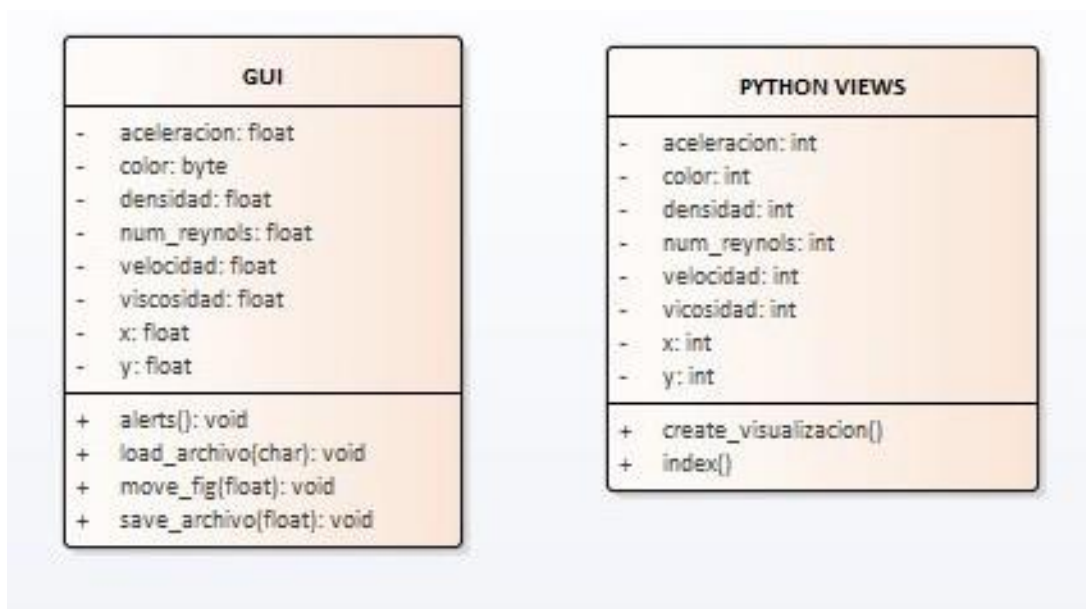 GUI
- aceleracion: float
- color: byte
- densidad: float
- num_reynols: float
- velocidad: float
- viscosidad: float
- x: float
- y: float
+ alerts(): void
+ load_archivo(char): void
+ move_fig(float): void
+ save_archivo(float): void
PYTHON VIEWS
- aceleracion: int
- color: int
- densidad: int
- num_reynols: int
- velocidad: int
- vicosidad: int
- x: int
- y: int
+ create_visualizacion()
+ index()